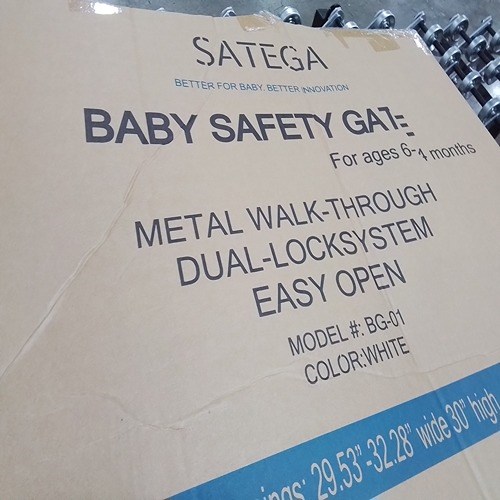 SATEGA
BETTER FOR BABY. BETTER INNOVATION
BABY SAFETY GATE
For ages months
METAL WALK-THROUGH
DUAL-LOCKSYSTEM
EASY OPEN
MODEL #: BG-01
COLOR:WHITE
29.53"-32.28" wide 30" high